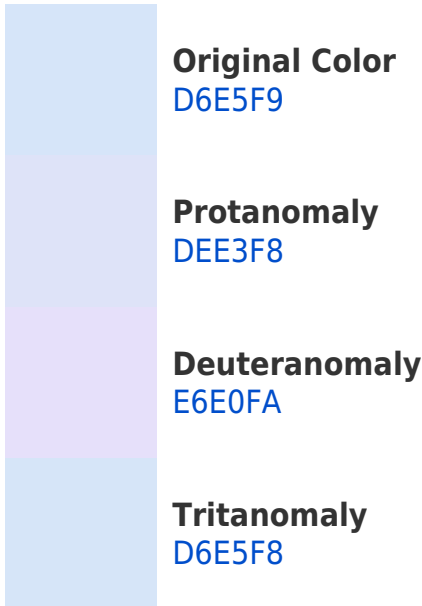 Original Color
D6E5F9
Protanomaly
DEE3F8
Deuteranomaly
E6E0FA
Tritanomaly
D6E5F8